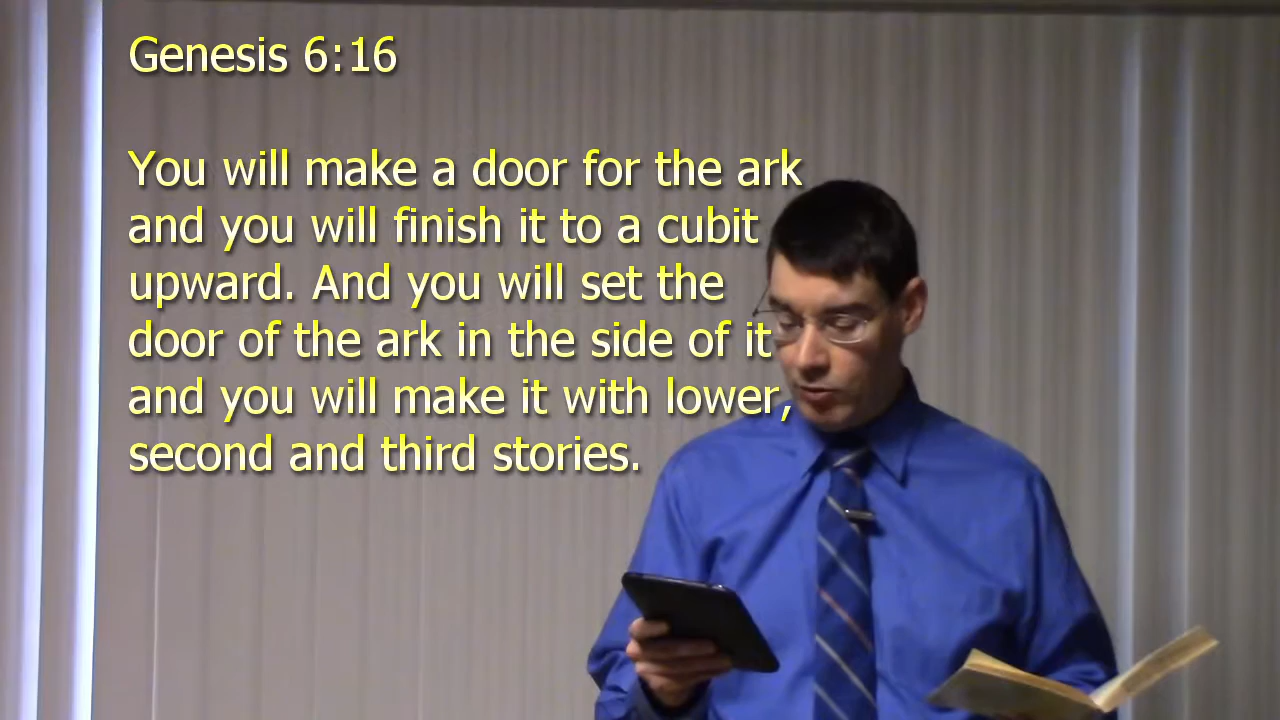 Genesis 6:16
You will make a door for the ark
and you will finish it to a cubit
upward. And you will set the
door of the ark in the side of it
and you will make it with lower,
second and third stories.